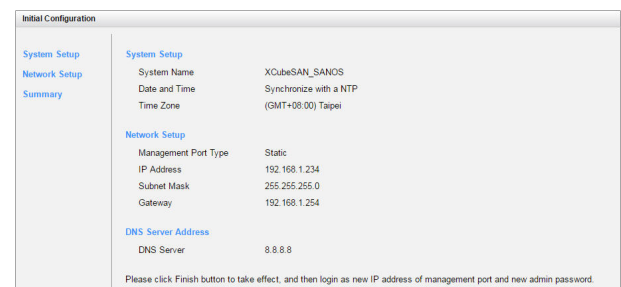 Initial Configuration
System Setup
Network Setup
Summary
System Setup
System Name XCubeSAN_SANOS
Date and Time Synchronize with a NTP
Time Zone (GMT+08:00) Taipei
Network Setup
Management Port Type Static
IP Address 192.168.1.234
Subnet Mask 255.255.255.0
Gateway 192.168.1.254
DNS Server Address
DNS Server 8.8.8.8
Please click Finish button to take effect, and then login as new IP address of management port and new admin password.